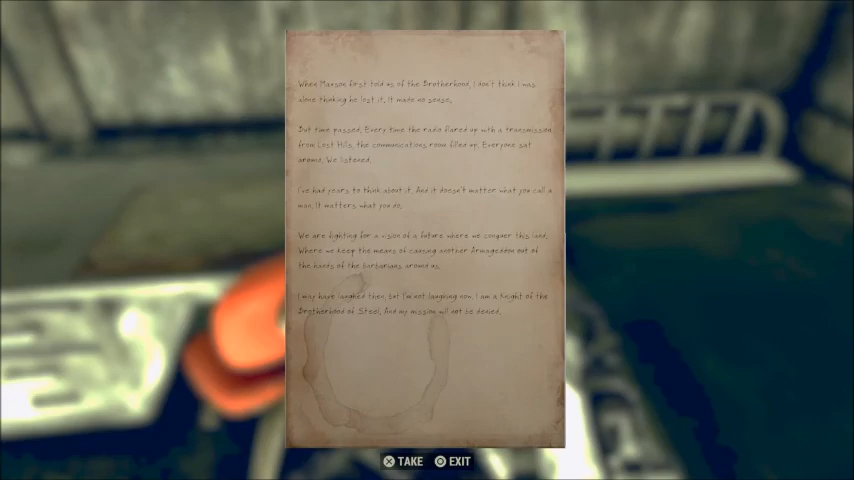 When Maxson first told us of the Brotherhood, I don't think I was
alone thinking he lost it. It made no sense.
But time passed. Every time the radio flared up with a transmission
from Lost Hills, the communications room filled up. Everyone sat
around. We listened.
I've had years to think about it. And it doesn't matter what you call a
man. It matters what you do.
We are fighting for a vision of a future where we conquer this land.
Where we keep the means of causing another Armageddon out of
the hands of the barbarians around us.
I may have laughed then, but I'm not laughing now. I am a Knight of the
Brotherhood of Steel. And my mission will not be denied.
TAKE EXIT